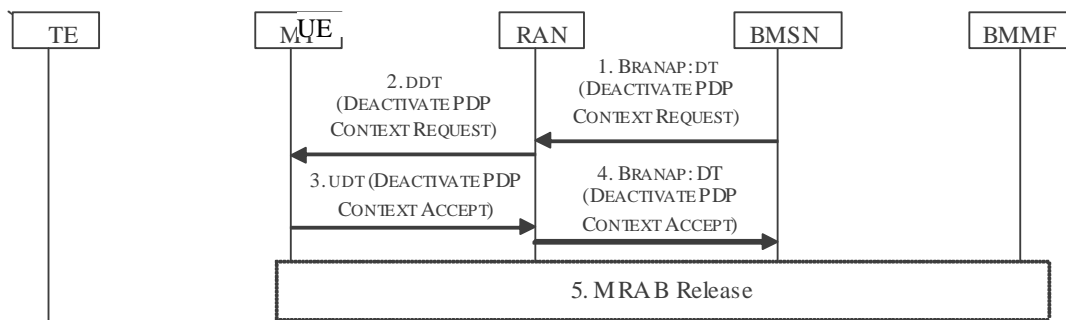 TE
UE
RAN
BMSN
BMMF
1. BRANAP: DT
(DEACTIVATE PDP
CONTEXT REQUEST)
2. DDT
(DEACTIVATE PDP
CONTEXT REQUEST)
3. UDT (DEACTIVATE PDP
CONTEXT ACCEPT)
4. BRANAP: DT
(DEACTIVATE PDP
CONTEXT ACCEPT)
5. MRAB Release